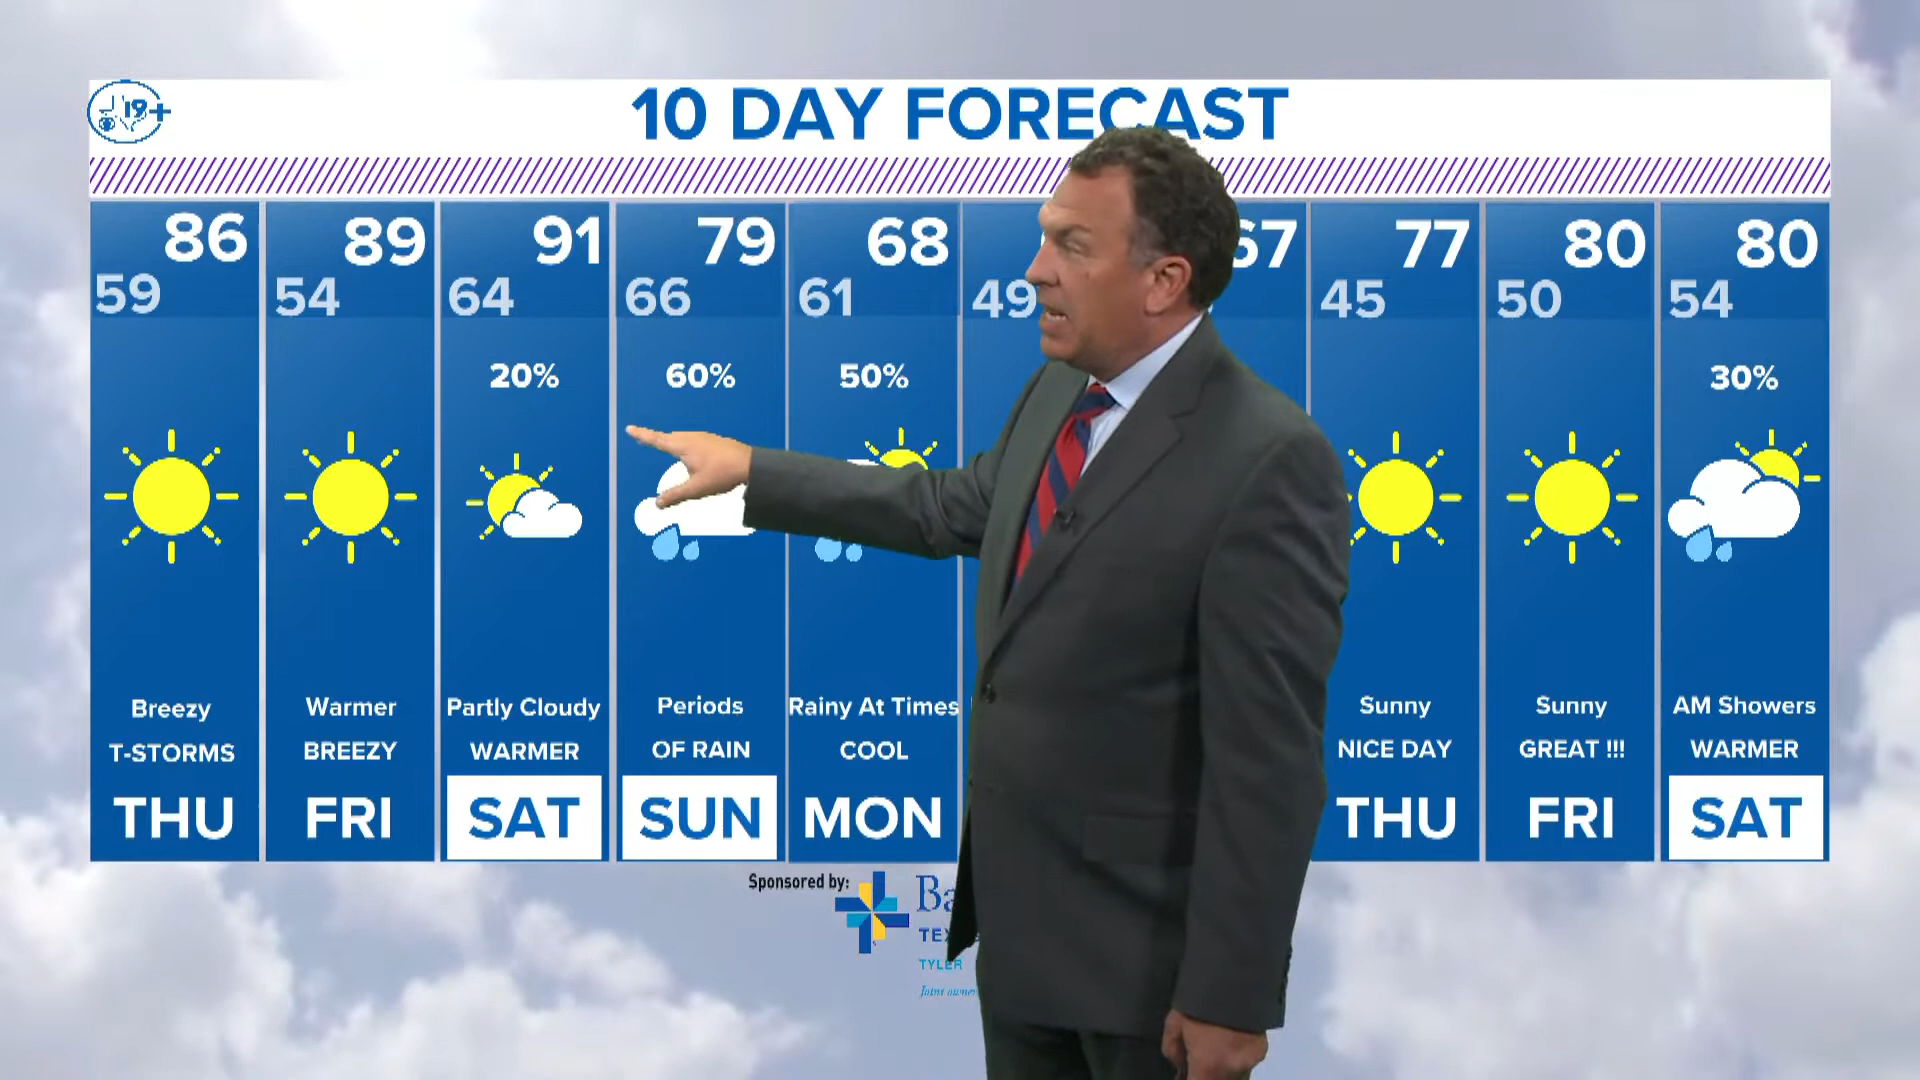 19+
10 DAY FORECAST
86 89 91 79 68 67 77 80 80
59 54 64 66 61 49 45 50 54
20% 60% 50% 30%
Breezy Warmer Partly Cloudy Periods Rainy At Times Sunny Sunny AM Showers
T-STORMS BREEZY WARMER OF RAIN COOL NICE DAY GREAT !!! WARMER
THU FRI SAT SUN MON THU FRI SAT
Sponsored by:
TYLER